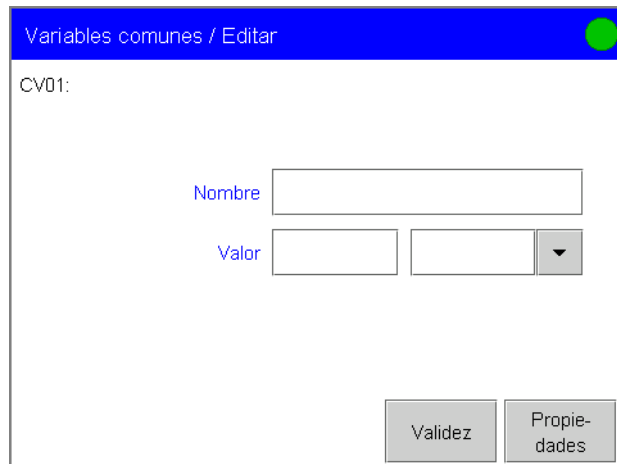 Variables comunes / Editar
CV01:
Nombre
Valor
Validez
Propie-
dades